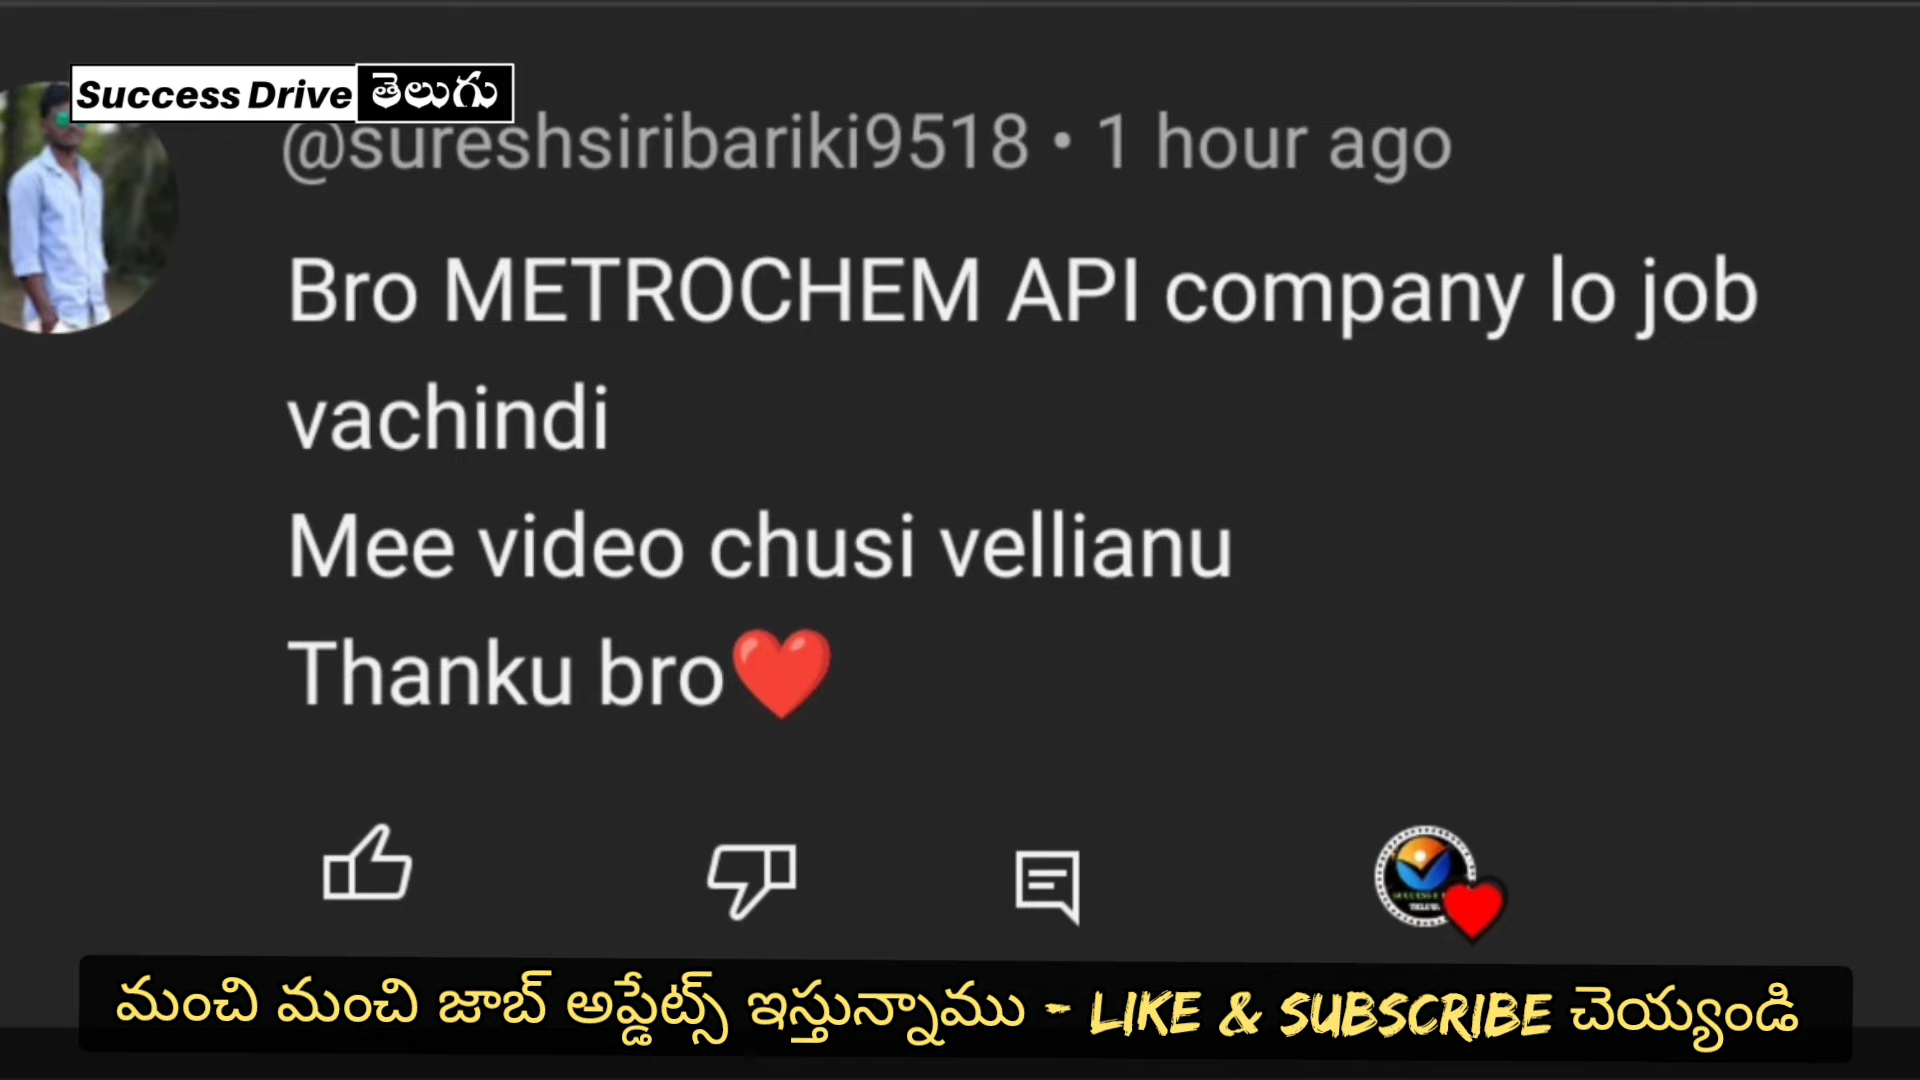 Success Drive తెలుగు
@sureshsiribariki9518 • 1 hour ago
Bro METROCHEM API company lo job
vachindi
Mee video chusi vellianu
Thanku bro❤️
మంచి మంచి జాబ్ అప్డేట్స్ ఇస్తున్నాము - LIKE & SUBSCRIBE చెయ్యండి